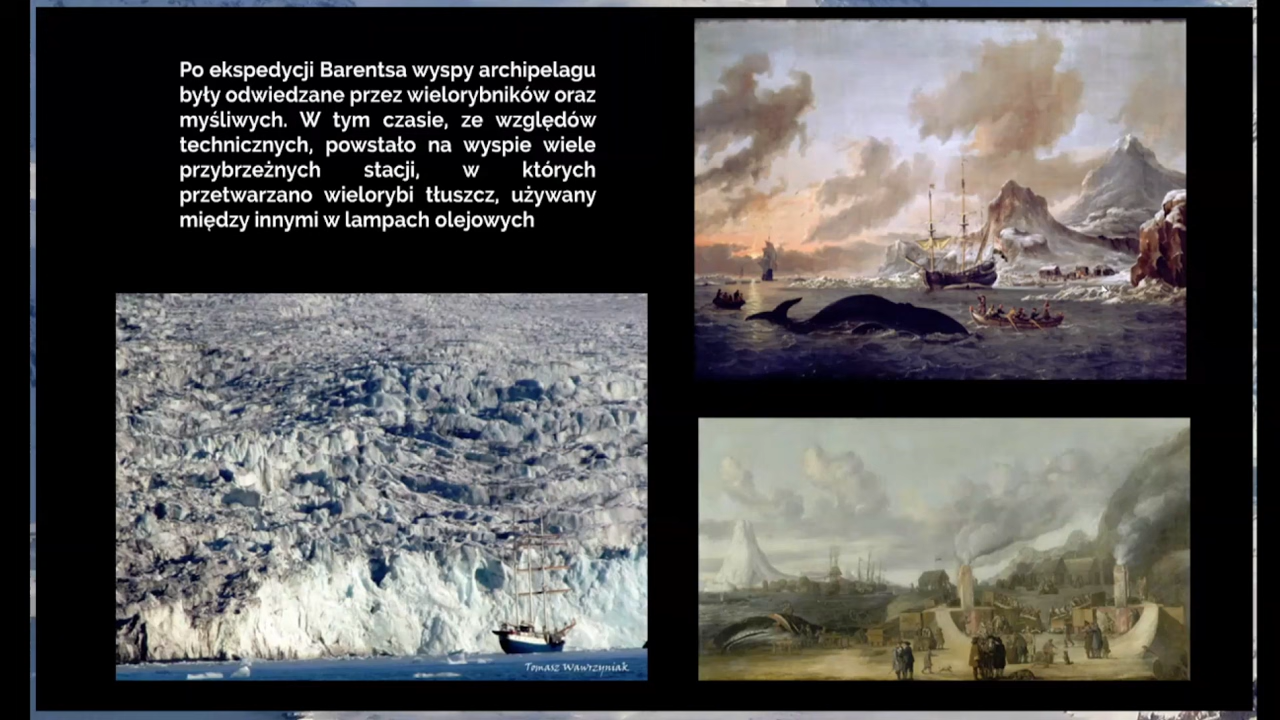 Po ekspedycji Barentsa wyspy archipelagu
były odwiedzane przez wielorybników oraz
myśliwych. W tym czasie, ze względów
technicznych, powstało na wyspie wiele
przybrzeżnych stacji, w których
przetwarzano wielorybi tłuszcz, używany
między innymi w lampach olejowych
Tomasz Wawrzyniak